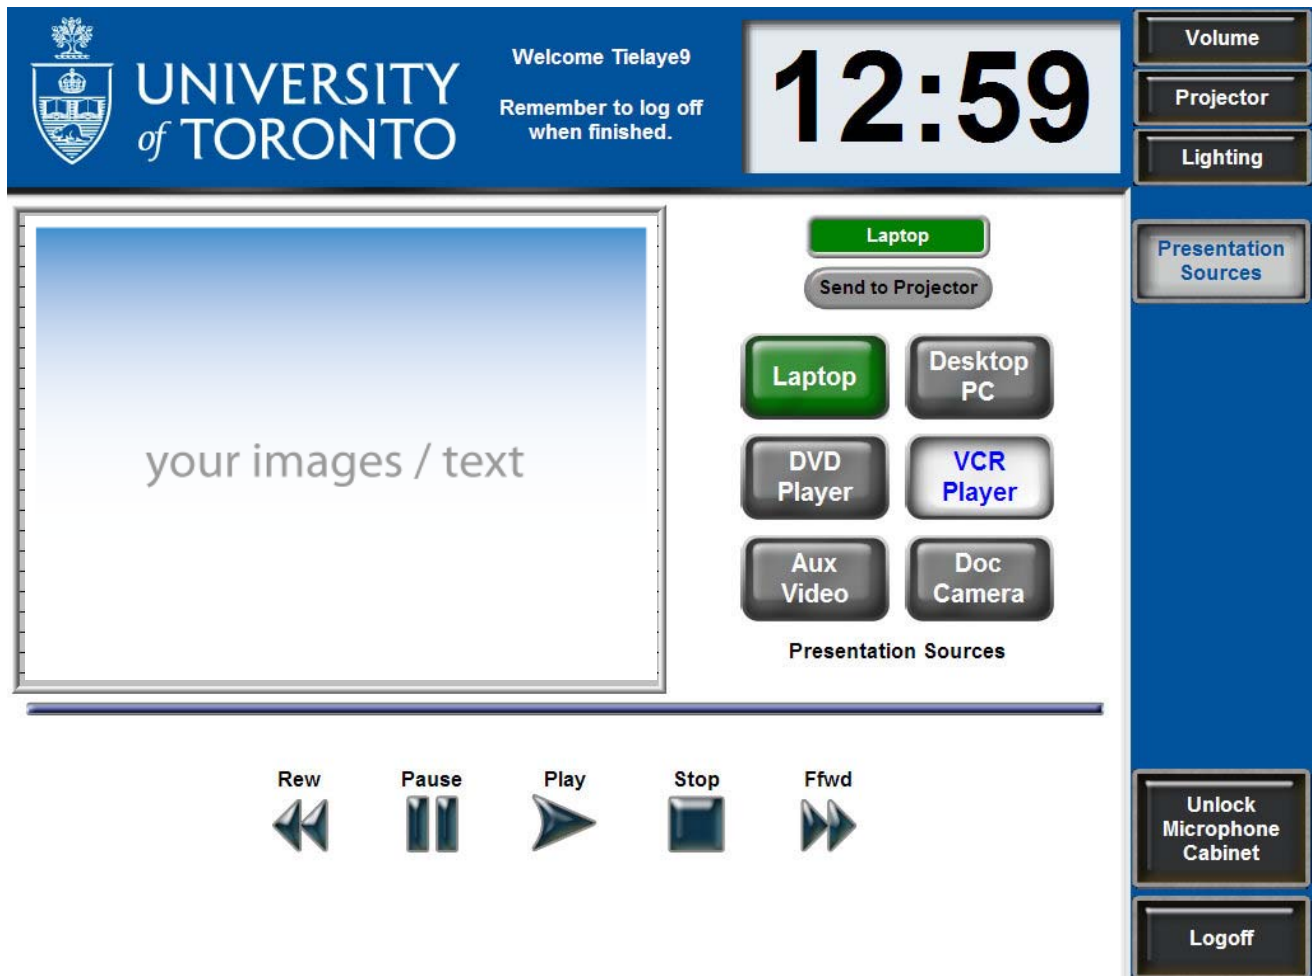 UNIVERSITY
of TORONTO
Welcome Tielaye9
Remember to log off
when finished.
12:59
Volume
Projector
Lighting
Presentation
Sources
your images / text
Laptop
Send to Projector
Laptop
Desktop
PC
DVD
Player
VCR
Player
Aux
Video
Doc
Camera
Presentation Sources
Rew
Pause
Play
Stop
Ffwd
Unlock
Microphone
Cabinet
Logoff